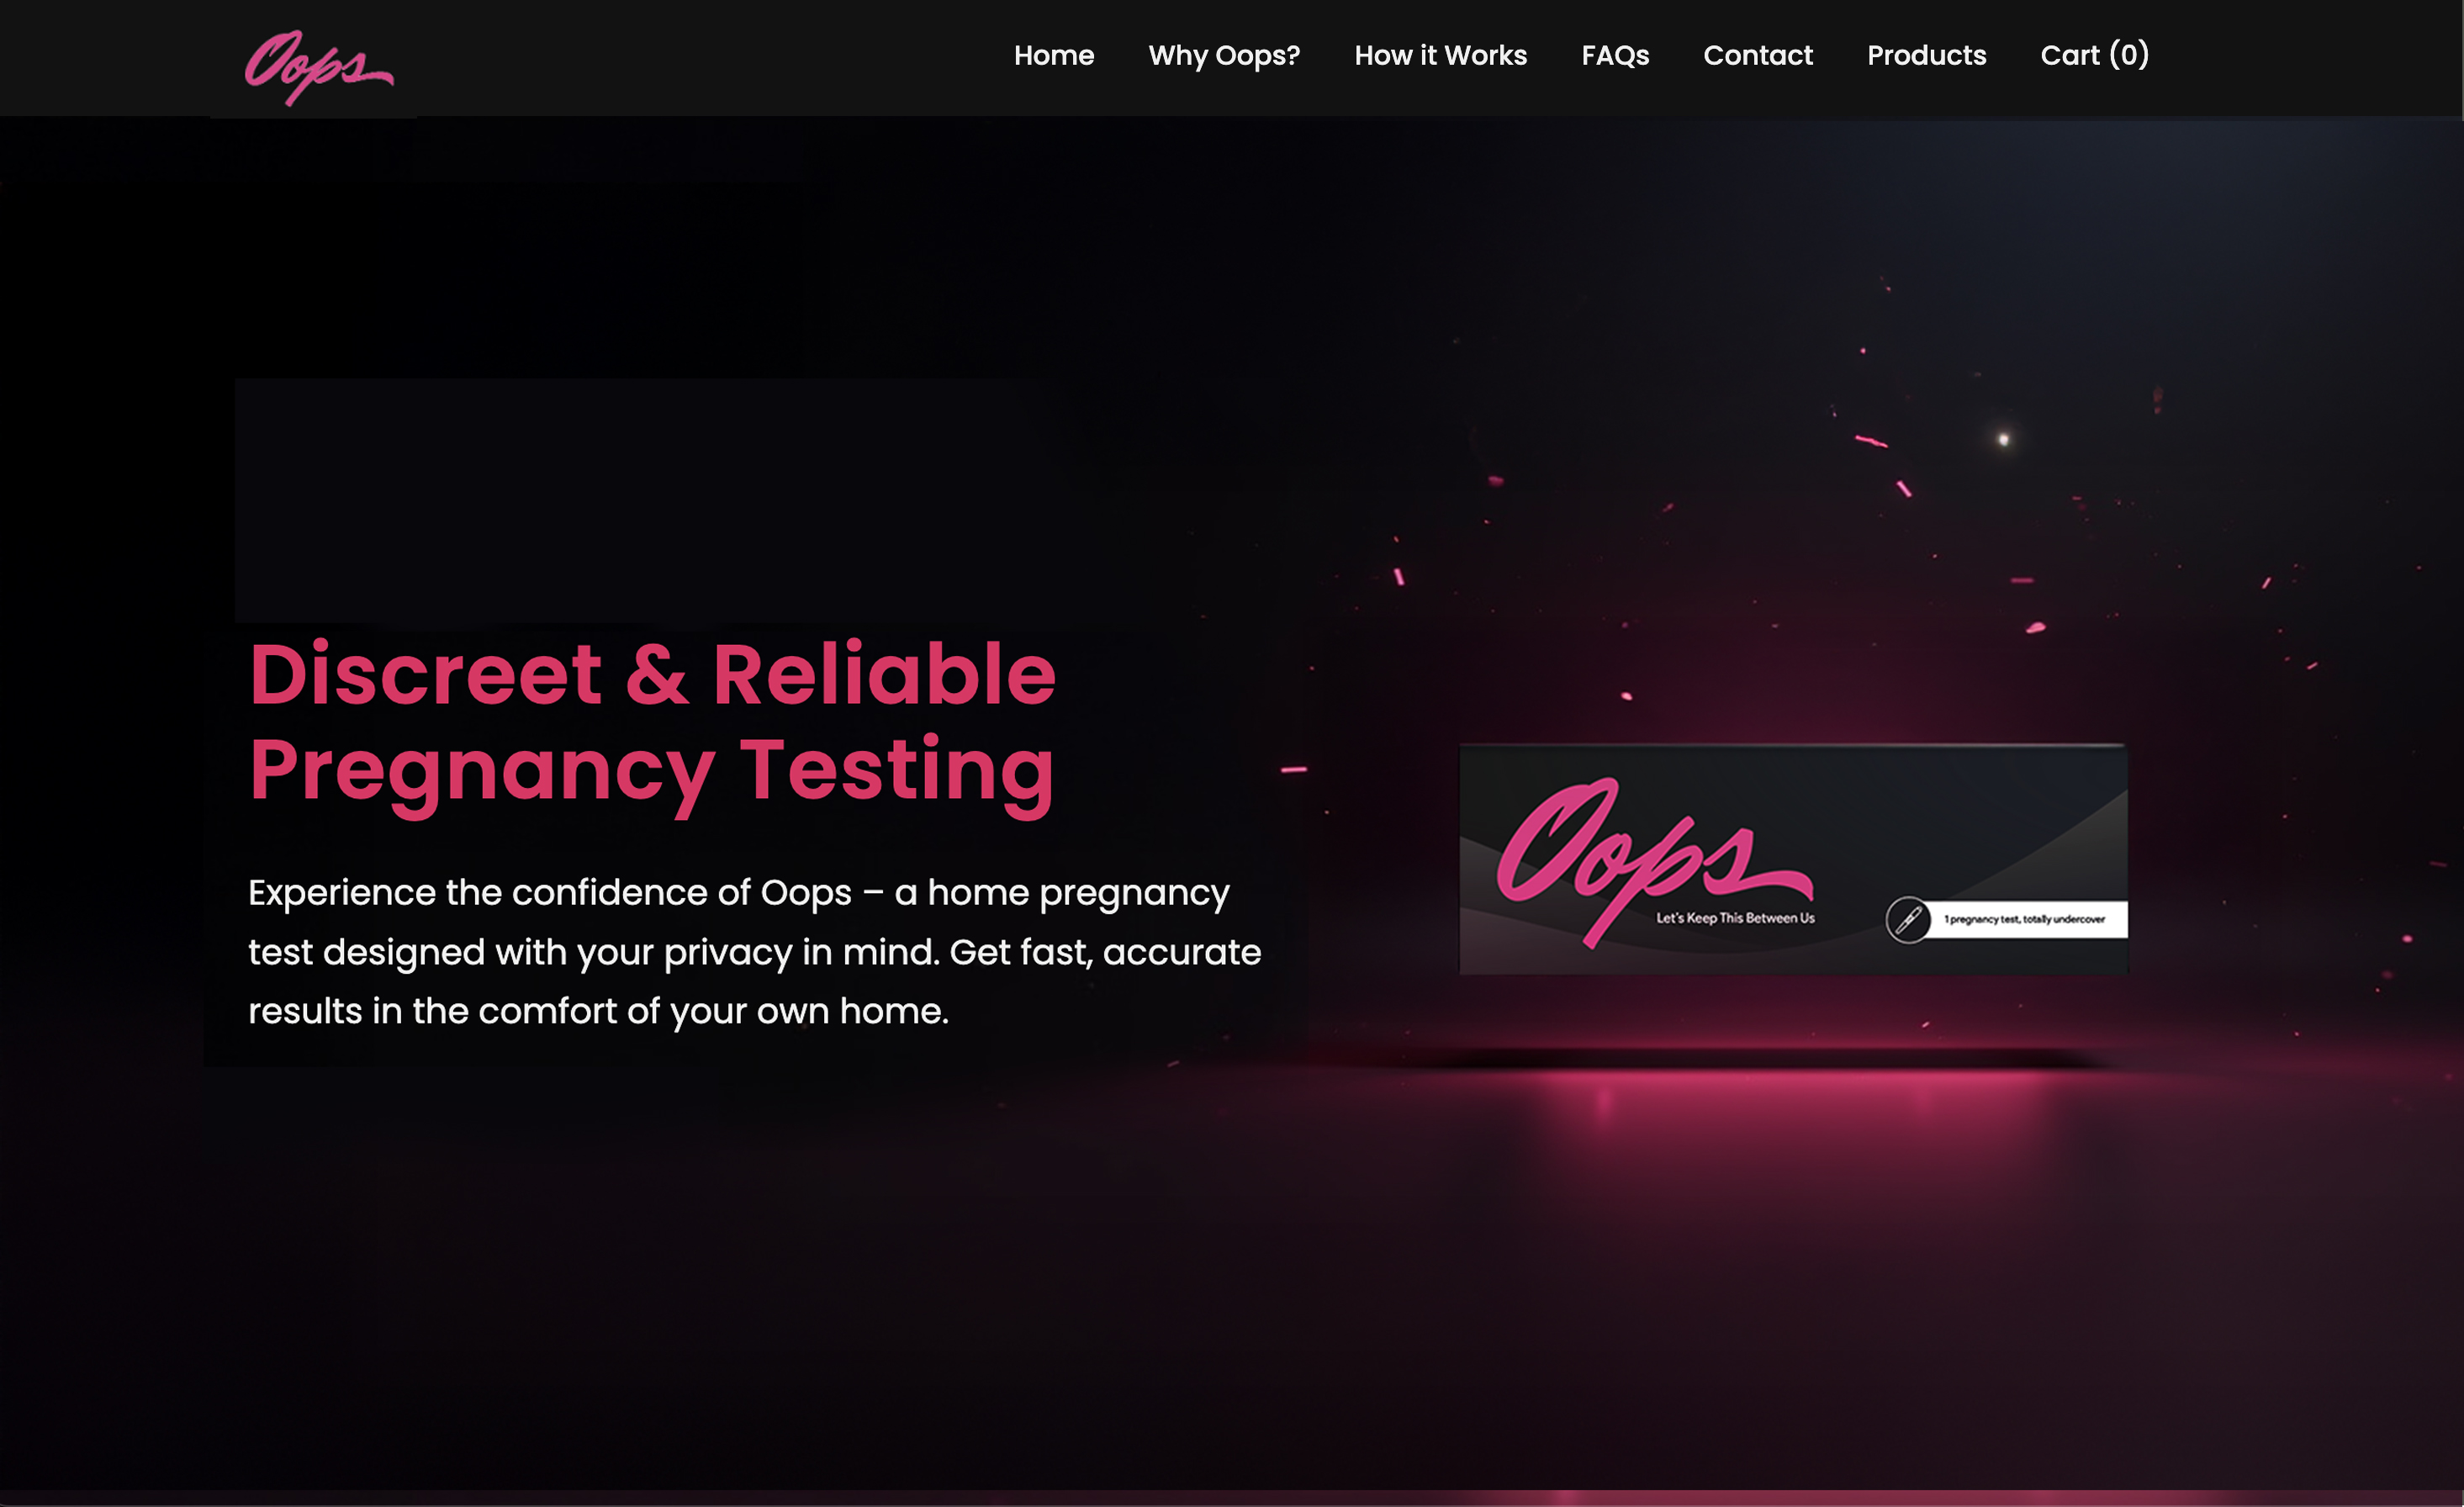 Oops
Home Why Oops? How it Works FAQs Contact Products Cart (0)
Discreet & Reliable
Pregnancy Testing
Experience the confidence of Oops – a home pregnancy
test designed with your privacy in mind. Get fast, accurate
results in the comfort of your own home.
Oops
Let's Keep This Between Us
1 pregnancy test, totally undercover